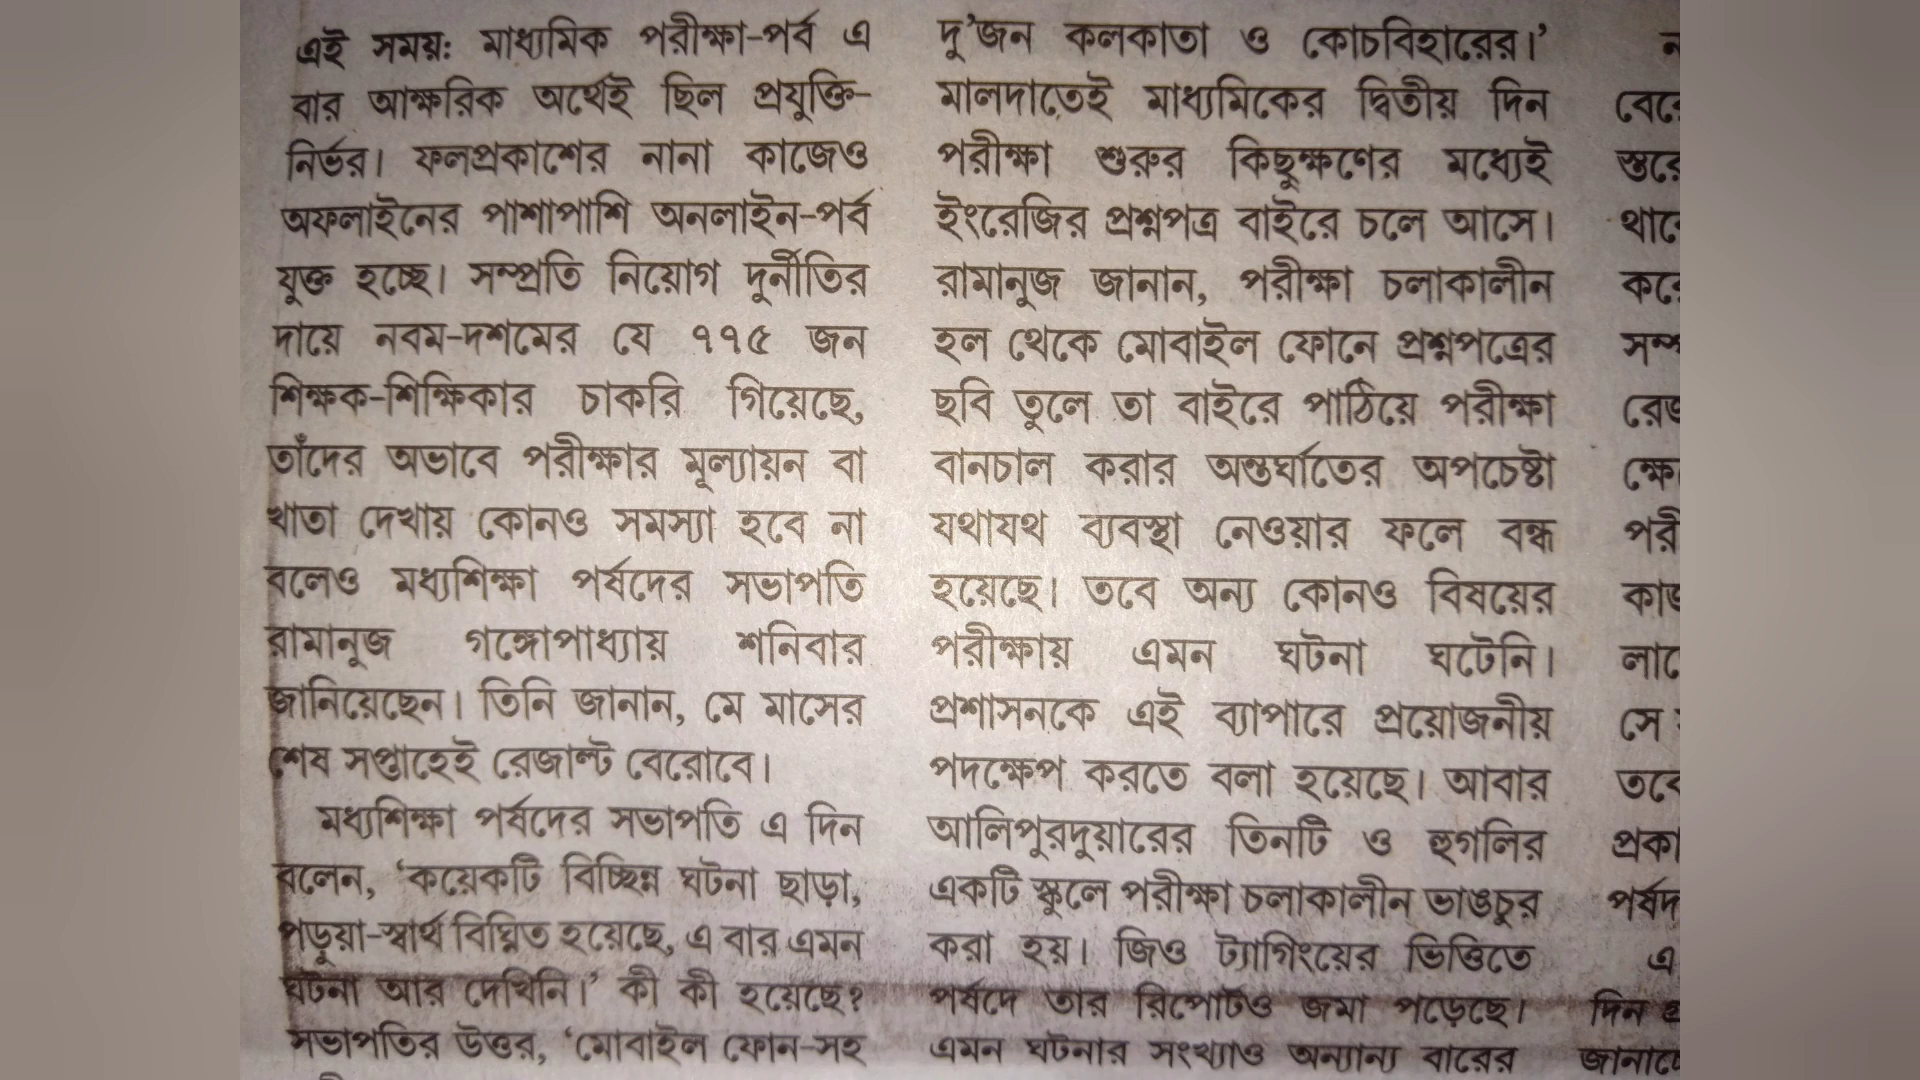 এই সময়: মাধ্যমিক পরীক্ষা-পর্ব এ
বার আক্ষরিক অর্থেই ছিল প্রযুক্তি-
নির্ভর। ফলপ্রকাশের নানা কাজেও
অফলাইনের পাশাপাশি অনলাইন-পর্ব
যুক্ত হচ্ছে। সম্প্রতি নিয়োগ দুর্নীতির
দায়ে নবম-দশমের যে ৭৭৫ জন
শিক্ষক-শিক্ষিকার চাকরি গিয়েছে,
তাঁদের অভাবে পরীক্ষার মূল্যায়ন বা
খাতা দেখায় কোনও সমস্যা হবে না
বলেও মধ্যশিক্ষা পর্ষদের সভাপতি
রামানুজ গঙ্গোপাধ্যায় শনিবার
জানিয়েছেন। তিনি জানান, মে মাসের
শেষ সপ্তাহেই রেজাল্ট বেরোবে।
মধ্যশিক্ষা পর্ষদের সভাপতি এ দিন
বলেন, ‘কয়েকটি বিচ্ছিন্ন ঘটনা ছাড়া,
পড়ুয়া-স্বার্থ বিঘ্নিত হয়েছে, এ বার এমন
ঘটনা আর দেখিনি।’ কী কী হয়েছে?
সভাপতির উত্তর, ‘মোবাইল ফোন-সহ
দু’জন কলকাতা ও কোচবিহারের।’
মালদাতেই মাধ্যমিকের দ্বিতীয় দিন
পরীক্ষা শুরুর কিছুক্ষণের মধ্যেই
ইংরেজির প্রশ্নপত্র বাইরে চলে আসে।
রামানুজ জানান, পরীক্ষা চলাকালীন
হল থেকে মোবাইল ফোনে প্রশ্নপত্রের
ছবি তুলে তা বাইরে পাঠিয়ে পরীক্ষা
বানচাল করার অন্তর্ঘাতের অপচেষ্টা
যথাযথ ব্যবস্থা নেওয়ার ফলে বন্ধ
হয়েছে। তবে অন্য কোনও বিষয়ের
পরীক্ষায় এমন ঘটনা ঘটেনি।
প্রশাসনকে এই ব্যাপারে প্রয়োজনীয়
পদক্ষেপ করতে বলা হয়েছে। আবার
আলিপুরদুয়ারের তিনটি ও হুগলির
একটি স্কুলে পরীক্ষা চলাকালীন ভাঙচুর
করা হয়। জিও ট্যাগিংয়ের ভিত্তিতে
পর্ষদে তার রিপোর্টও জমা পড়েছে।
এমন ঘটনার সংখ্যাও অন্যান্য বারের
সে
এ
দিন